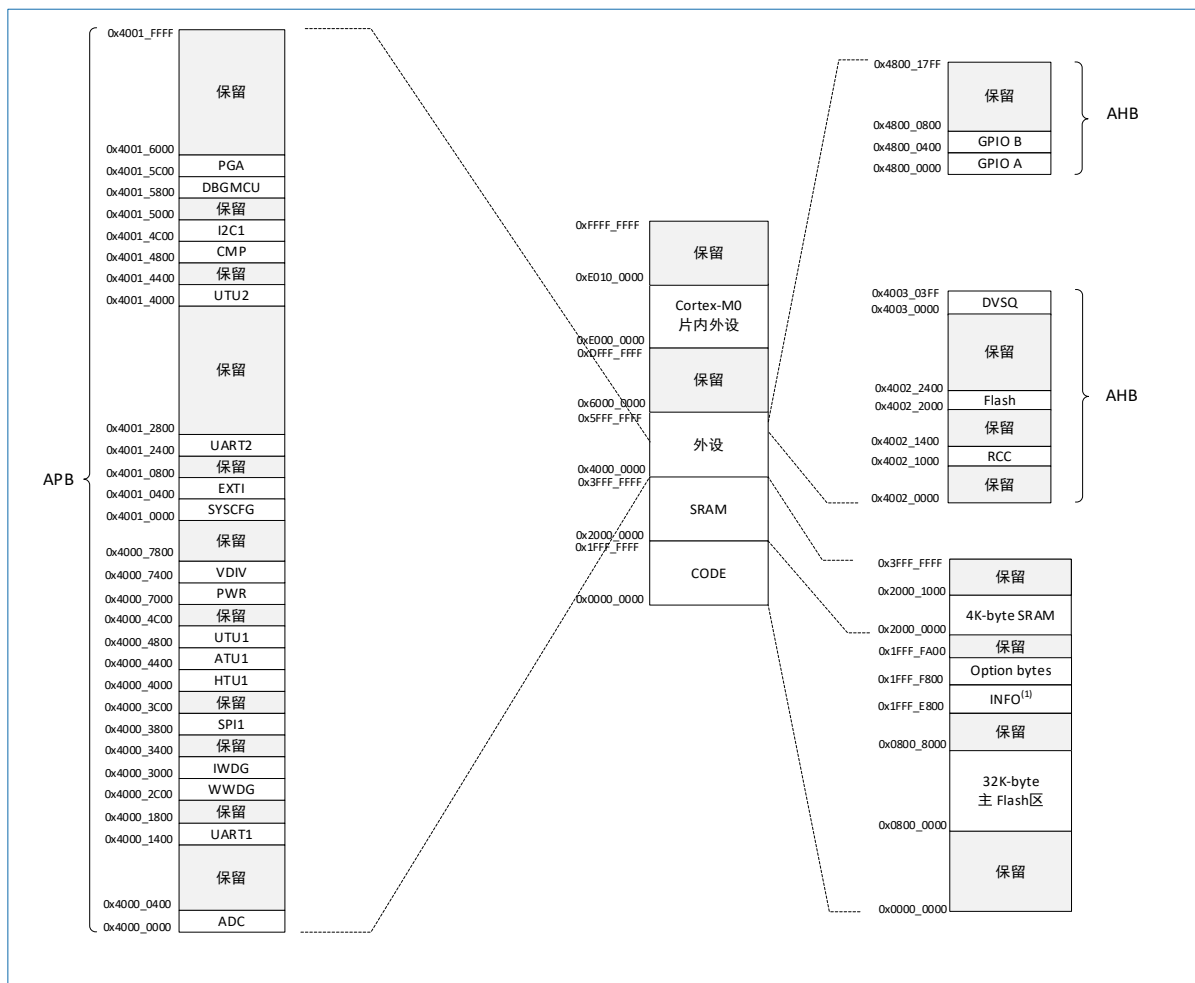 0x4001_FFFF
保留
0x4001_6000
PGA
0x4001_5C00
DBGMCU
0x4001_5800
保留
0x4001_5000
I2C1
0x4001_4C00
CMP
0x4001_4800
保留
0x4001_4400
UTU2
0x4001_4000
保留
0x4001_2800
UART2
0x4001_2400
保留
0x4001_0800
EXTI
0x4001_0400
SYSCFG
0x4001_0000
保留
0x4000_7800
VDIV
0x4000_7400
PWR
0x4000_7000
保留
0x4000_4C00
UTU1
0x4000_4800
ATU1
0x4000_4400
HTU1
0x4000_4000
保留
0x4000_3C00
SPI1
0x4000_3800
保留
0x4000_3400
IWDG
0x4000_3000
WWDG
0x4000_2C00
保留
0x4000_1800
UART1
0x4000_1400
保留
0x4000_0400
ADC
0x4000_0000
APB
0xFFFF_FFFF
保留
0xE010_0000
Cortex-M0
片内外设
0xE000_0000
0xDFFF_FFFF
保留
0x6000_0000
0x5FFF_FFFF
外设
0x4000_0000
0x3FFF_FFFF
SRAM
0x2000_0000
0x1FFF_FFFF
CODE
0x0000_0000
0x4800_17FF
保留
0x4800_0800
GPIO B
0x4800_0400
GPIO A
0x4800_0000
AHB
0x4003_03FF
DVSQ
0x4003_0000
保留
0x4002_2400
Flash
0x4002_2000
保留
0x4002_1400
RCC
0x4002_1000
保留
0x4002_0000
AHB
0x3FFF_FFFF
保留
0x2000_1000
4K-byte SRAM
0x2000_0000
保留
0x1FFF_FA00
Option bytes
0x1FFF_F800
INFO(1)
0x1FFF_E800
保留
0x0800_8000
32K-byte
主 Flash区
0x0800_0000
保留
0x0000_0000